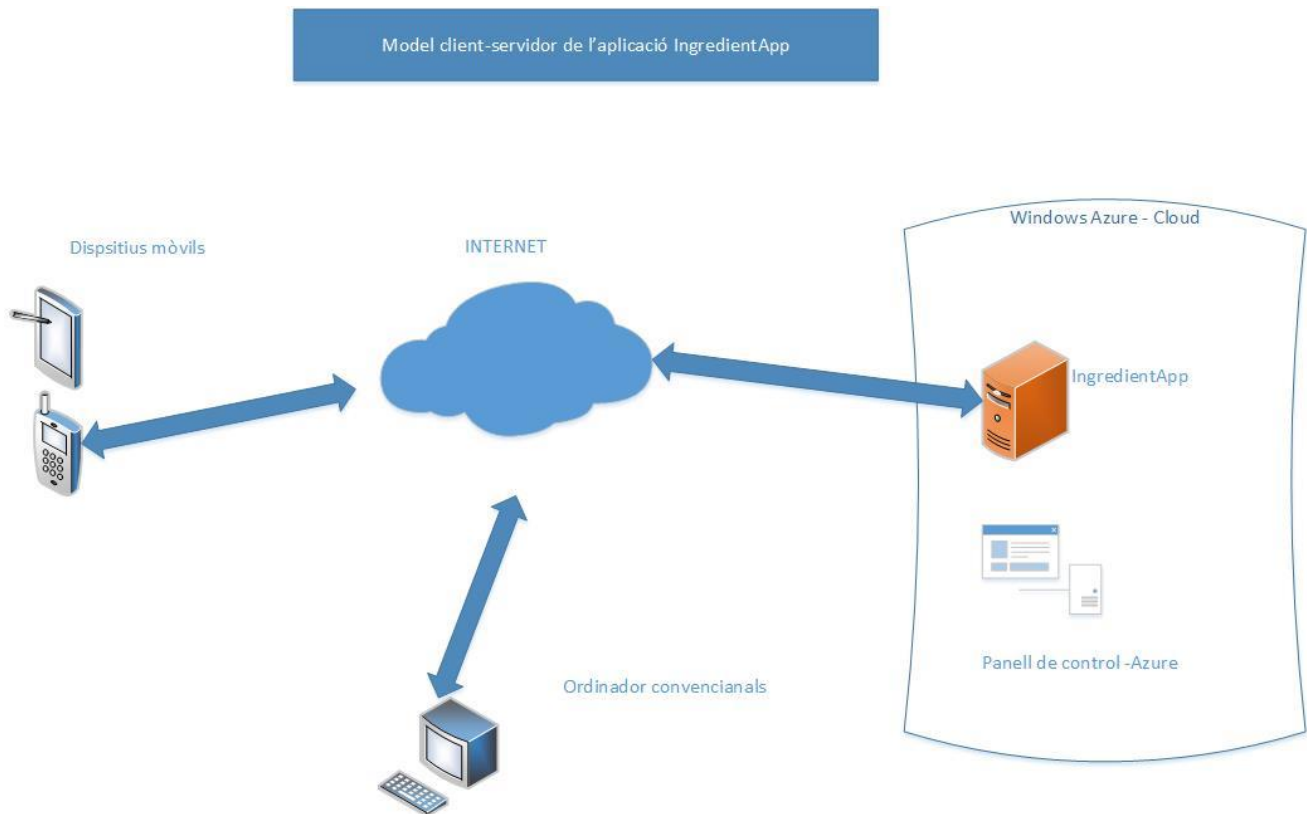 Model client-servidor de l'aplicació IngredientApp
Windows Azure - Cloud
Dispsitius mòvils
INTERNET
IngredientApp
Panell de control -Azure
Ordinador convencianals